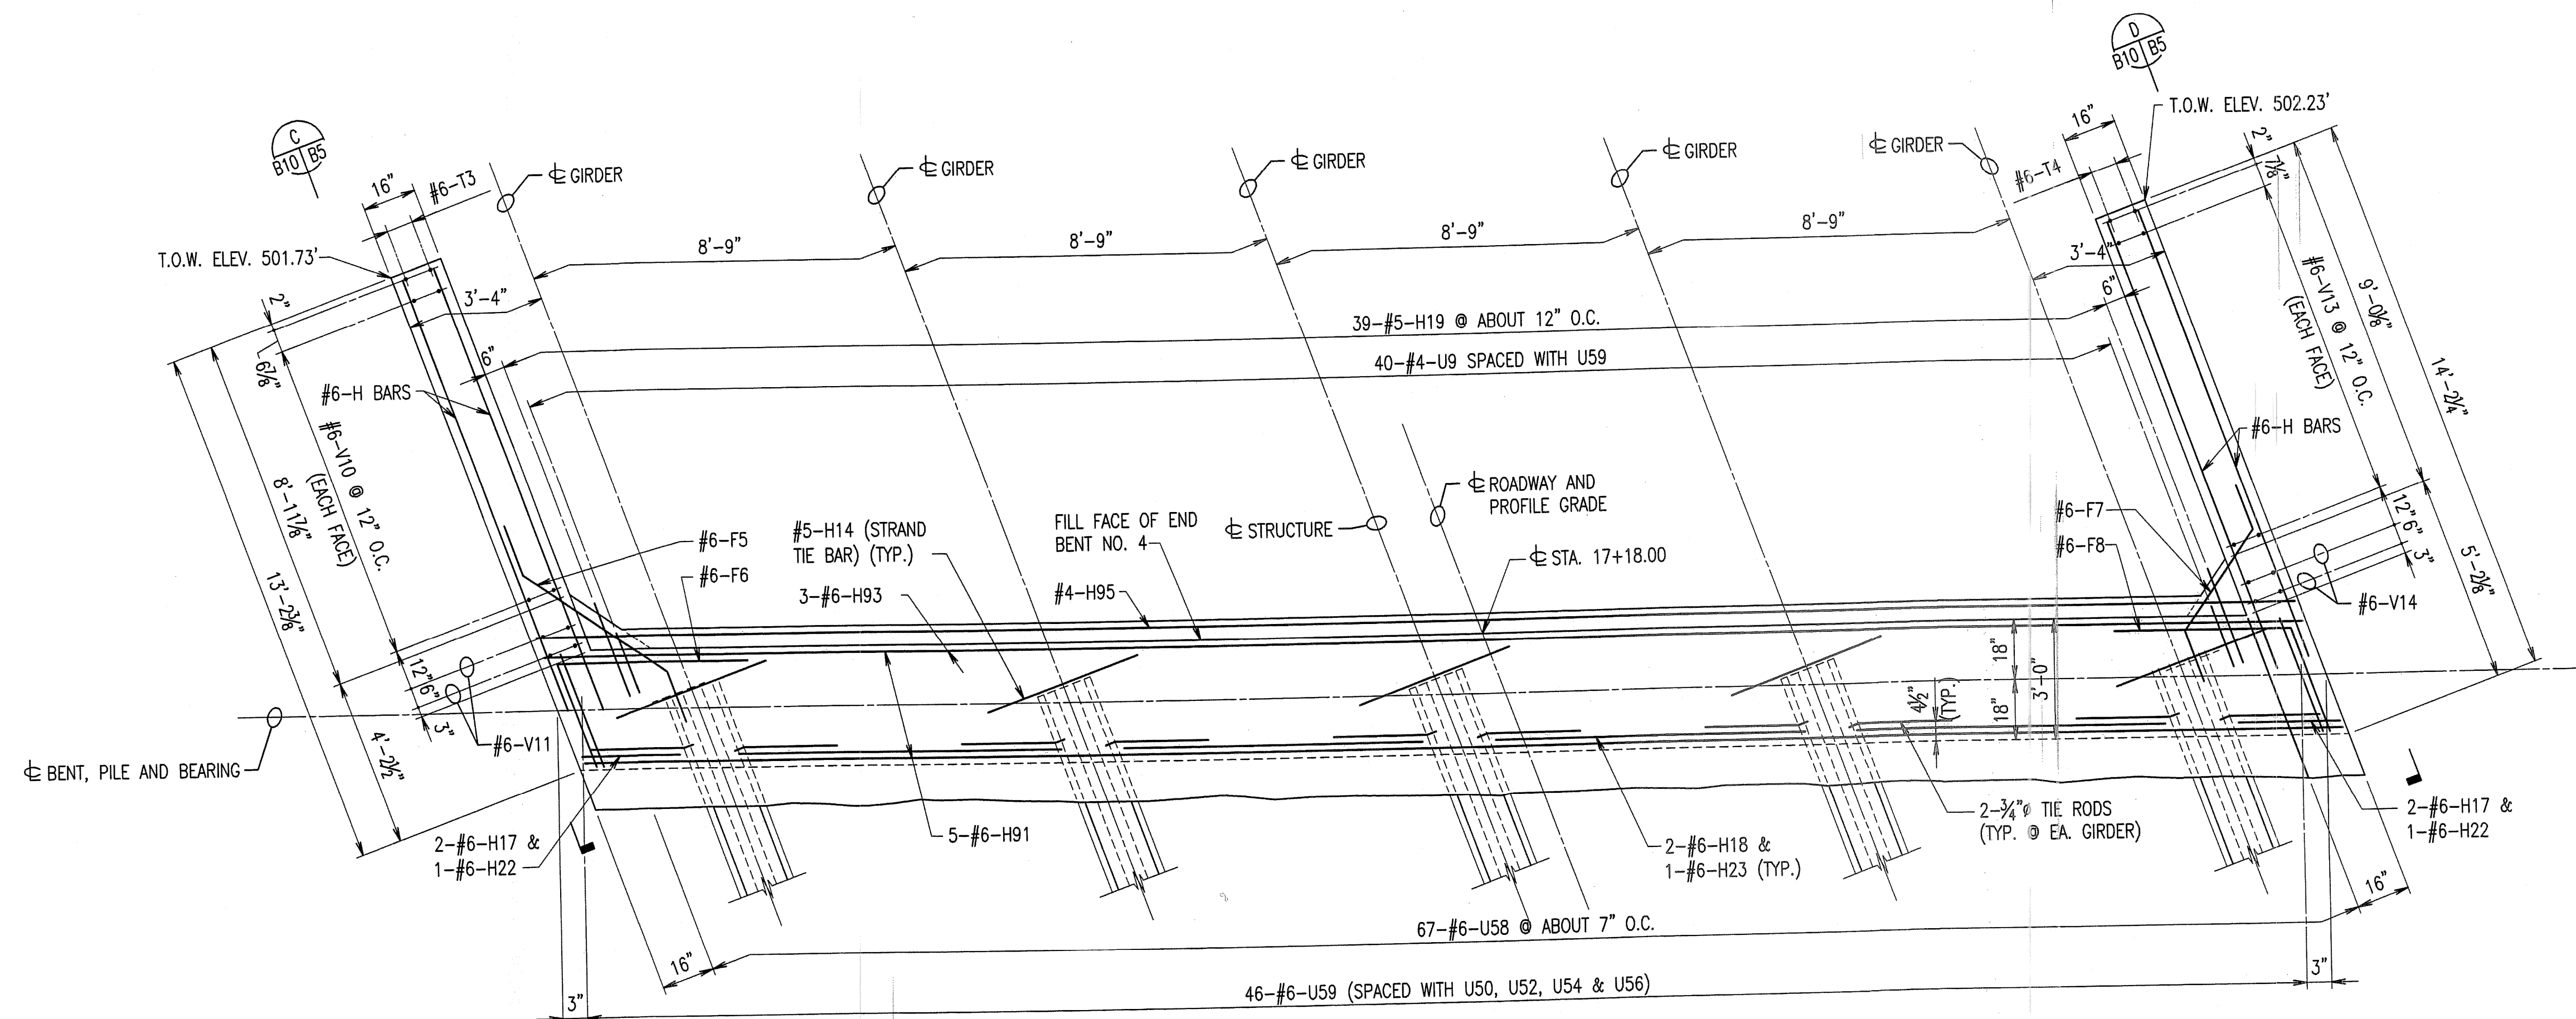 D
B10 B5
T.O.W. ELEV. 502.23'
C
B10 B5
16"
#6-T3
℄ GIRDER
℄ GIRDER
℄ GIRDER
℄ GIRDER
℄ GIRDER
#6-T4
16"
2"
7⅞"
T.O.W. ELEV. 501.73'
8'-9"
8'-9"
8'-9"
8'-9"
3'-4"
3'-4"
6"
6"
2"
6⅞"
39-#5-H19 @ ABOUT 12" O.C.
40-#4-U9 SPACED WITH U59
#6-H BARS
#6-V10 @ 12" O.C.
(EACH FACE)
8'-11⅞"
13'-2⅜"
#6-V13 @ 12" O.C.
(EACH FACE)
9'-0⅛"
14'-2¼"
#6-H BARS
#6-F5
#6-F6
#5-H14 (STRAND
TIE BAR) (TYP.)
3-#6-H93
FILL FACE OF END
BENT NO. 4
#4-H95
℄ STRUCTURE
℄ ROADWAY AND
PROFILE GRADE
℄ STA. 17+18.00
#6-F7
#6-F8
12"
6"
3"
5'-2⅛"
#6-V14
12"
6"
3"
4'-2½"
#6-V11
18"
18"
3'-0"
4½"
(TYP.)
℄ BENT, PILE AND BEARING
2-#6-H17 &
1-#6-H22
5-#6-H91
2-#6-H18 &
1-#6-H23 (TYP.)
2-¾"ø TIE RODS
(TYP. @ EA. GIRDER)
2-#6-H17 &
1-#6-H22
16"
67-#6-U58 @ ABOUT 7" O.C.
16"
3"
46-#6-U59 (SPACED WITH U50, U52, U54 & U56)
3"